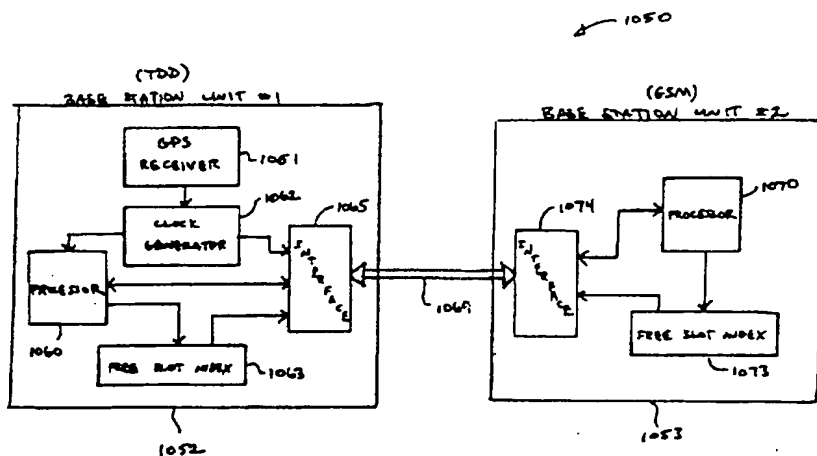 1050
(TDD)
BASE STATION UNIT #1
(GSM)
BASE STATION UNIT #2
GPS
RECEIVER
1061
1062
CLOCK
GENERATOR
1065
INTERFACE
PROCESSOR
1060
FREE SLOT INDEX
1063
1052
1069
1074
INTERFACE
1070
PROCESSOR
FREE SLOT INDEX
1073
1053